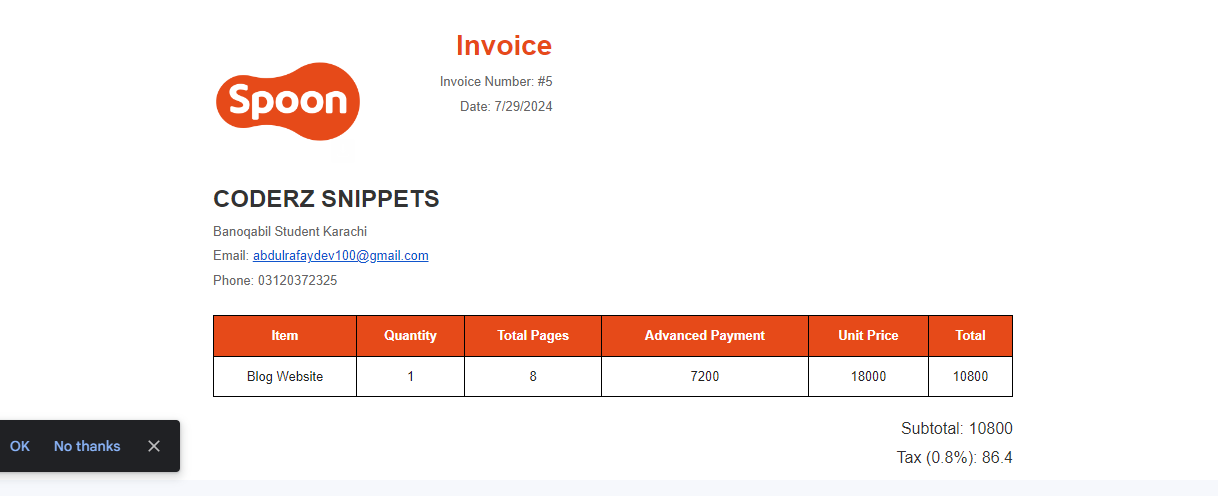 Invoice
Spoon
Invoice Number: #5
Date: 7/29/2024
CODERZ SNIPPETS
Banoqabil Student Karachi
Email: abdulrafaydev100@gmail.com
Phone: 03120372325
Item Quantity Total Pages Advanced Payment Unit Price Total
Blog Website 1 8 7200 18000 10800
Subtotal: 10800
Tax (0.8%): 86.4
OK No thanks